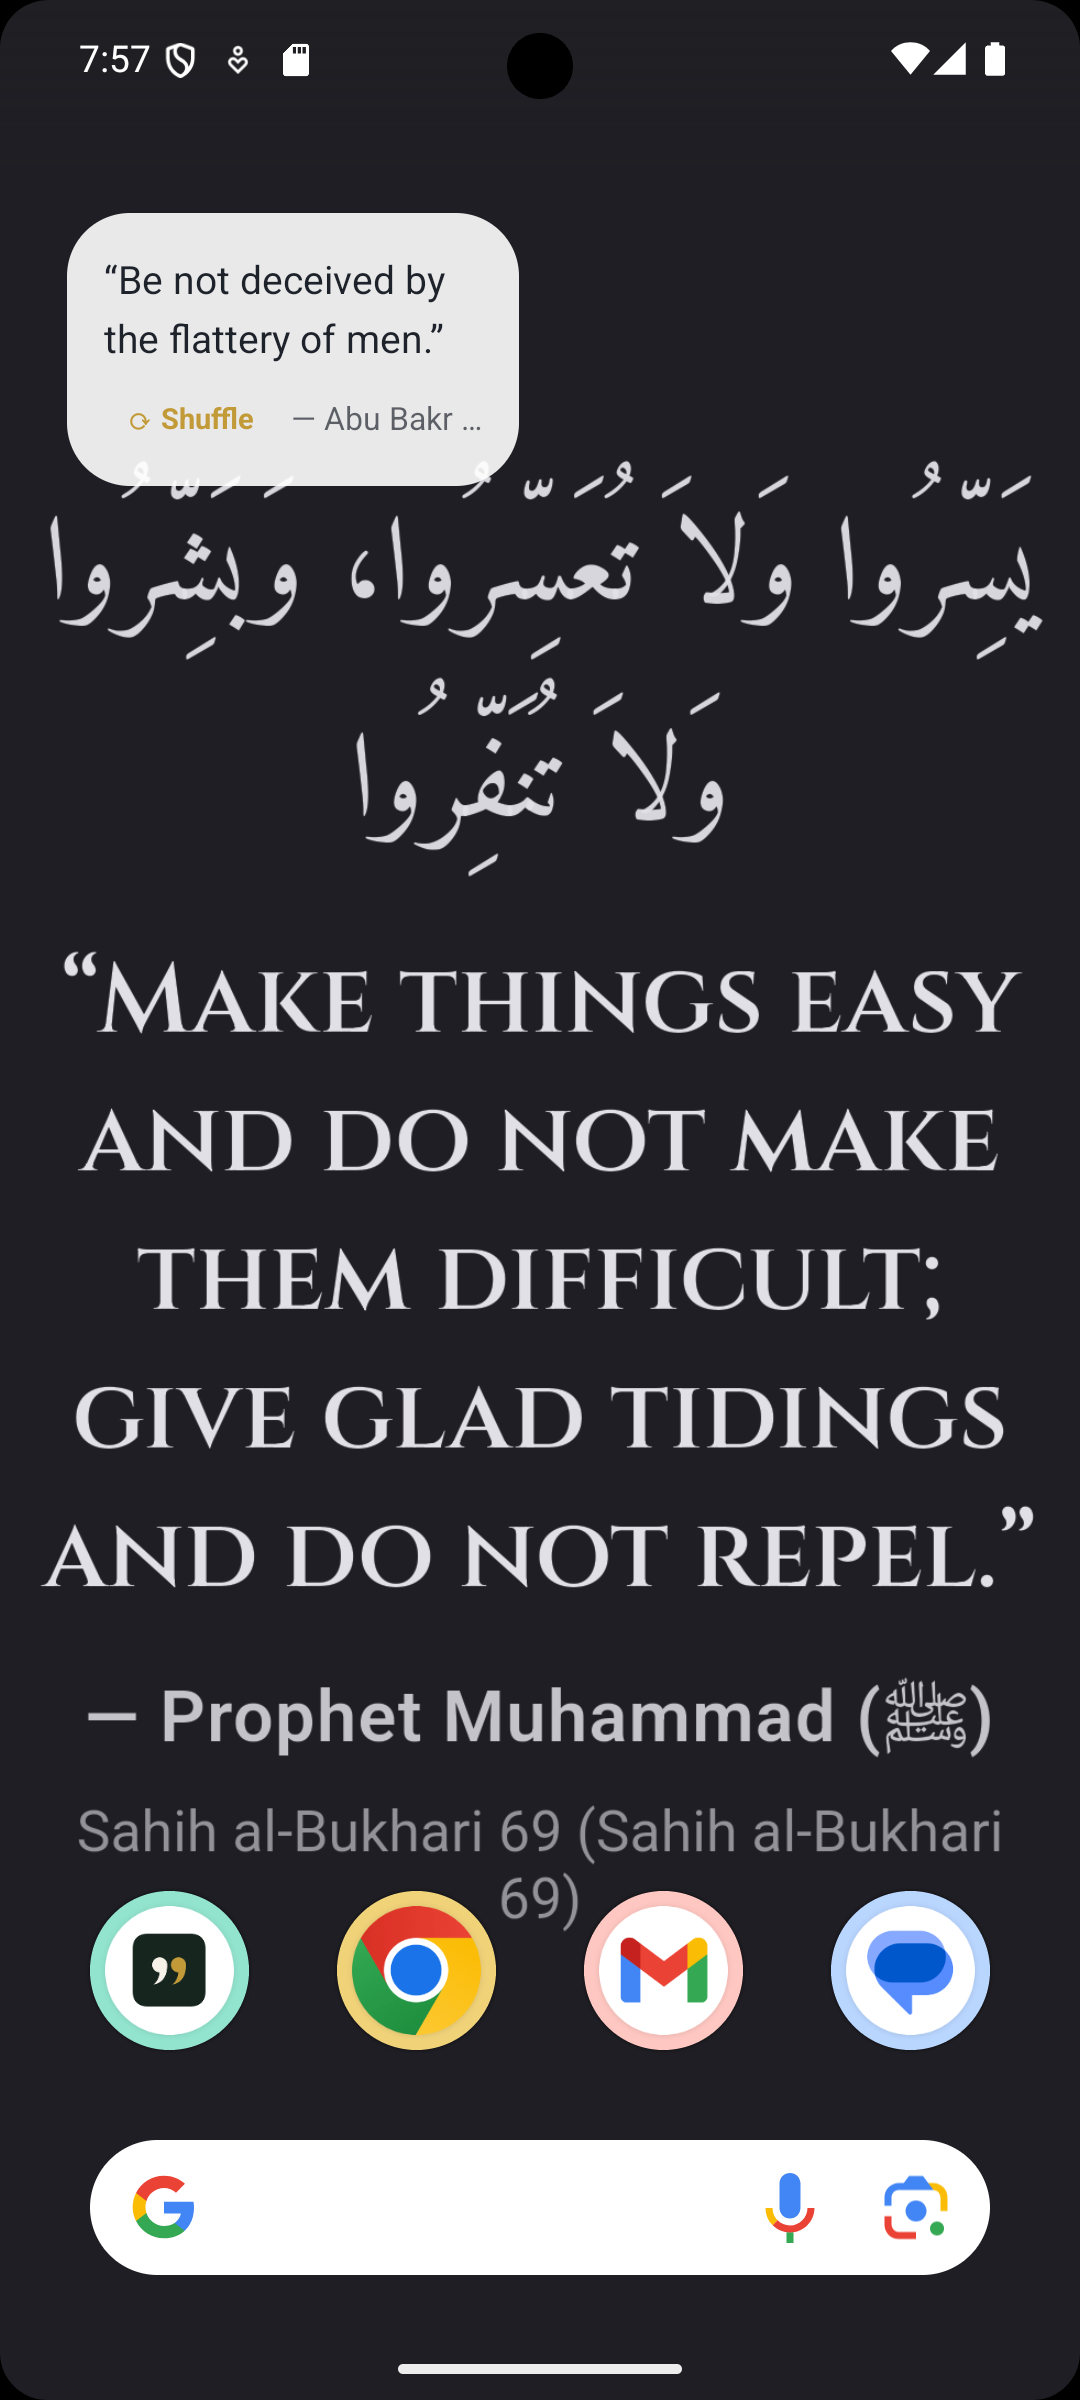 7:57
“Be not deceived by
the flattery of men.”
⟳ Shuffle — Abu Bakr ...
يَسِّرُوا وَلَا تُعَسِّرُوا، وَبَشِّرُوا
وَلَا تُنَفِّرُوا
“Make things easy
and do not make
them difficult;
give glad tidings
and do not repel.”
— Prophet Muhammad (ﷺ)
Sahih al-Bukhari 69 (Sahih al-Bukhari
69)